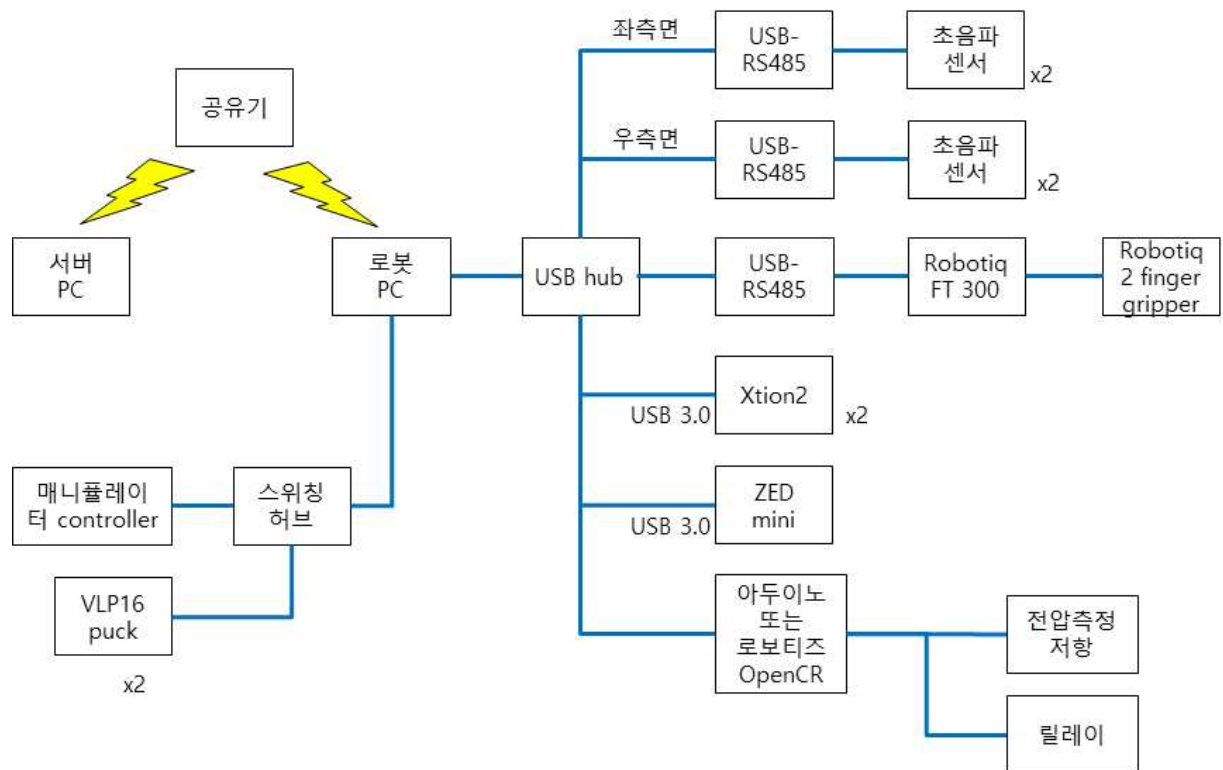 좌측면
USB-
RS485
초음파
센서
x2
공유기
우측면
USB-
RS485
초음파
센서
x2
서버
PC
로봇
PC
USB hub
USB-
RS485
Robotiq
FT 300
Robotiq
2 finger
gripper
USB 3.0
Xtion2
x2
매니퓰레이
터 controller
스위칭
허브
USB 3.0
ZED
mini
VLP16
puck
x2
아두이노
또는
로보티즈
OpenCR
전압측정
저항
릴레이